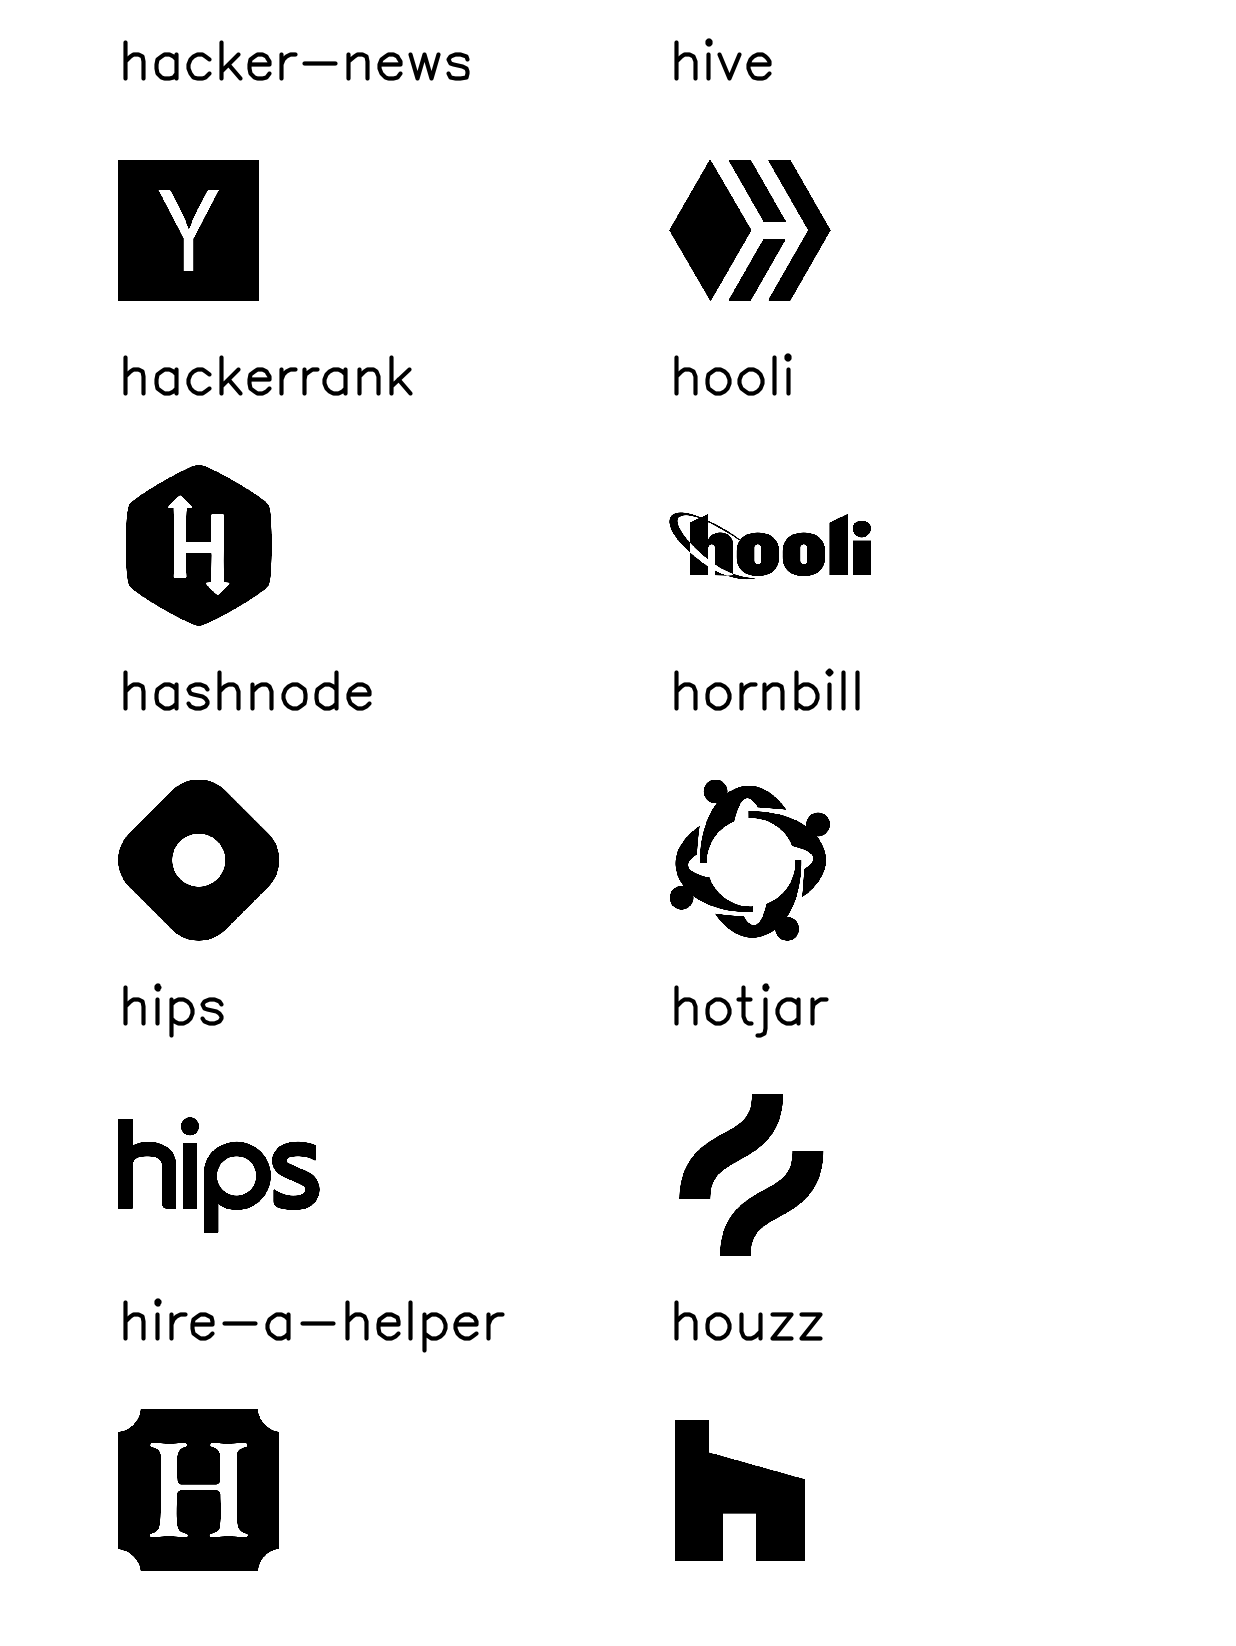 hacker-news
hive
Y
hackerrank
hooli
H
hooli
hashnode
hornbill
hips
hotjar
hips
hire-a-helper
houzz
H
h